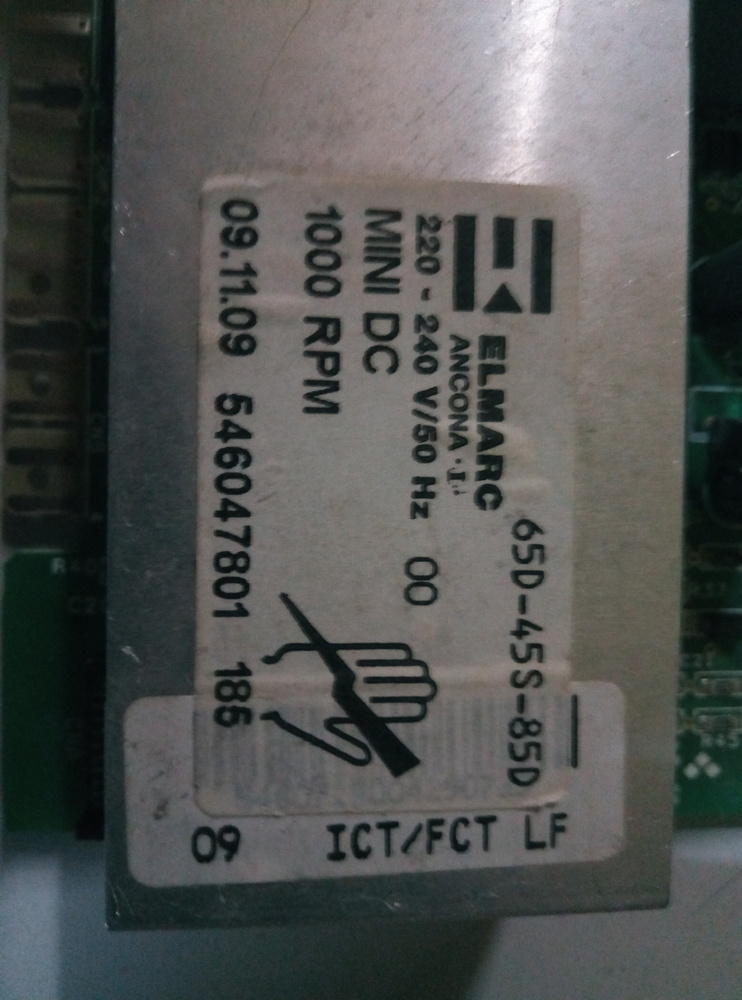 65D-45S-85D
ELMARC
ANCONA · I
220 - 240 V/50 Hz 00
MINI DC
1000 RPM
09.11.09 546047801 186
09 ICT/FCT LF